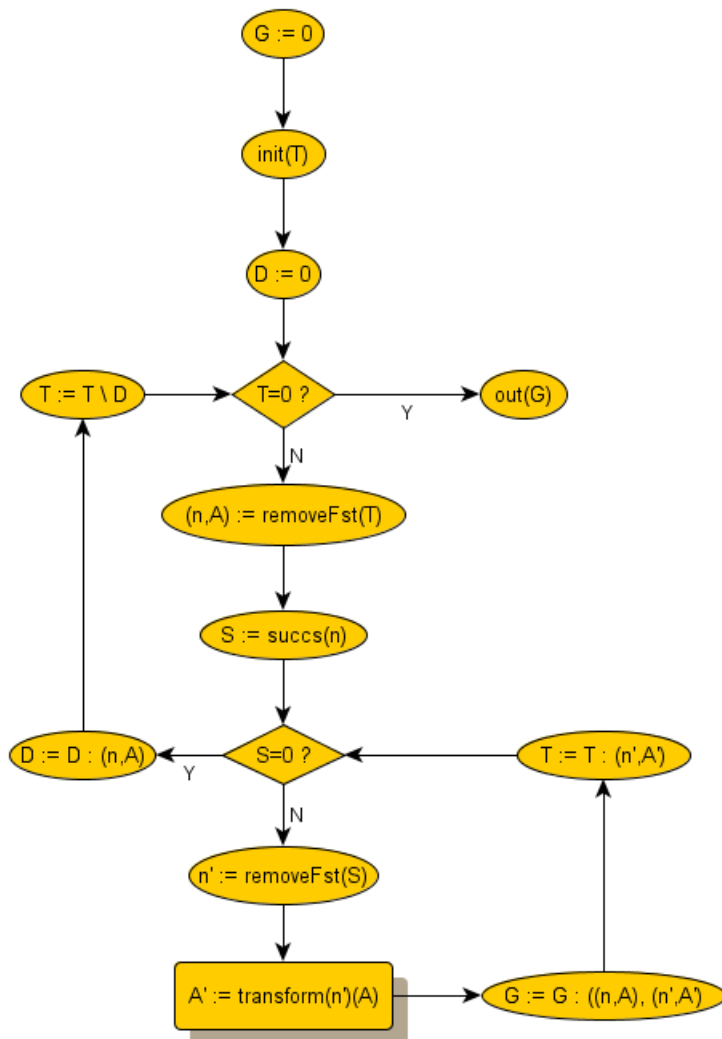 G := 0
init(T)
D := 0
T := T \ D
T=0 ?
Y
out(G)
N
(n,A) := removeFst(T)
S := succs(n)
D := D : (n,A)
Y
S=0 ?
T := T : (n',A')
N
n' := removeFst(S)
A' := transform(n')(A)
G := G : ((n,A), (n',A')